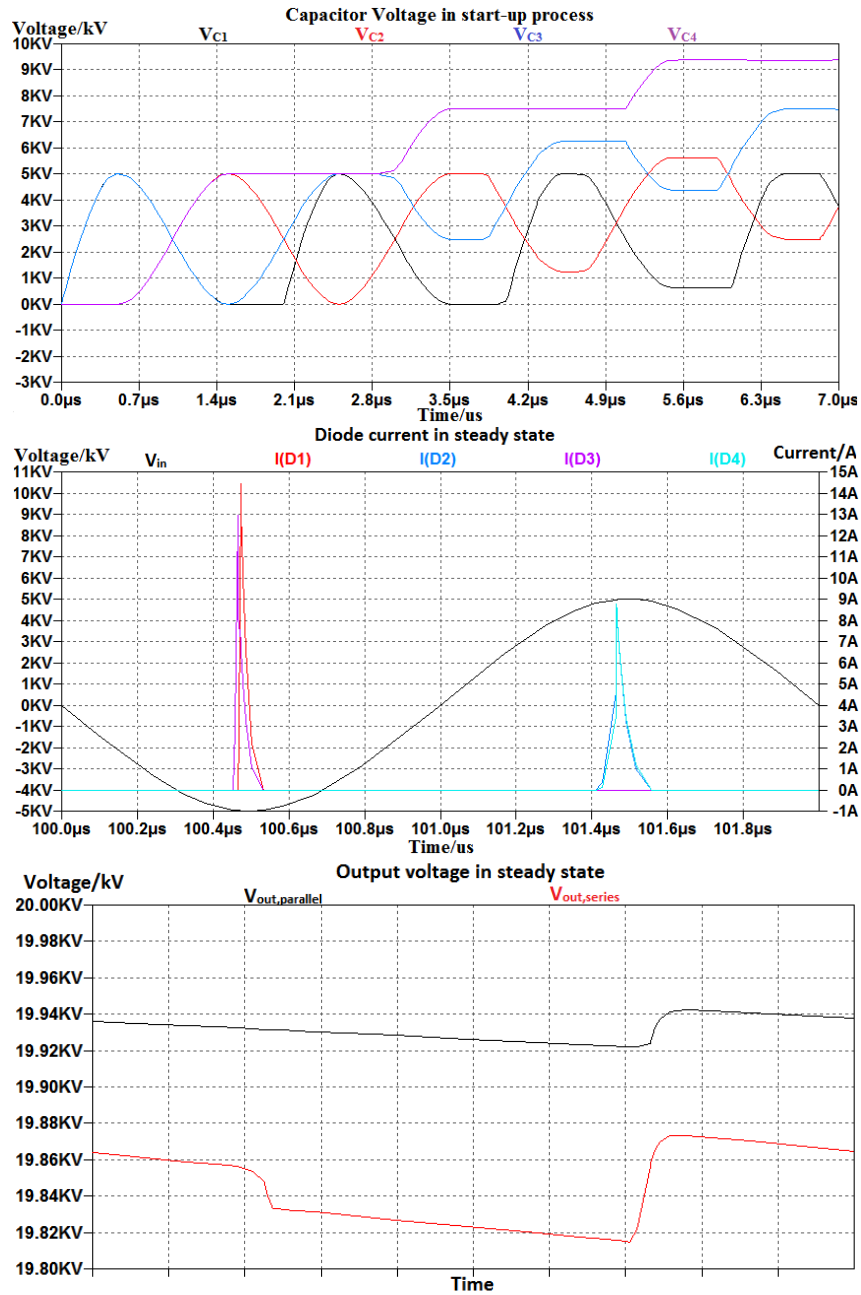 Capacitor Voltage in start-up process
Voltage/kV
VC1 VC2 VC3 VC4
10KV
9KV
8KV
7KV
6KV
5KV
4KV
3KV
2KV
1KV
0KV
-1KV
-2KV
-3KV
0.0µs 0.7µs 1.4µs 2.1µs 2.8µs 3.5µs 4.2µs 4.9µs 5.6µs 6.3µs 7.0µs
Time/us
Diode current in steady state
Voltage/kV Vin I(D1) I(D2) I(D3) I(D4) Current/A
11KV 15A
10KV 14A
9KV 13A
8KV 12A
7KV 11A
6KV 10A
5KV 9A
4KV 8A
3KV 7A
2KV 6A
1KV 5A
0KV 4A
-1KV 3A
-2KV 2A
-3KV 1A
-4KV 0A
-5KV -1A
100.0µs 100.2µs 100.4µs 100.6µs 100.8µs 101.0µs 101.2µs 101.4µs 101.6µs 101.8µs
Time/us
Output voltage in steady state
Voltage/kV
Vout,parallel Vout,series
20.00KV
19.98KV
19.96KV
19.94KV
19.92KV
19.90KV
19.88KV
19.86KV
19.84KV
19.82KV
19.80KV
Time